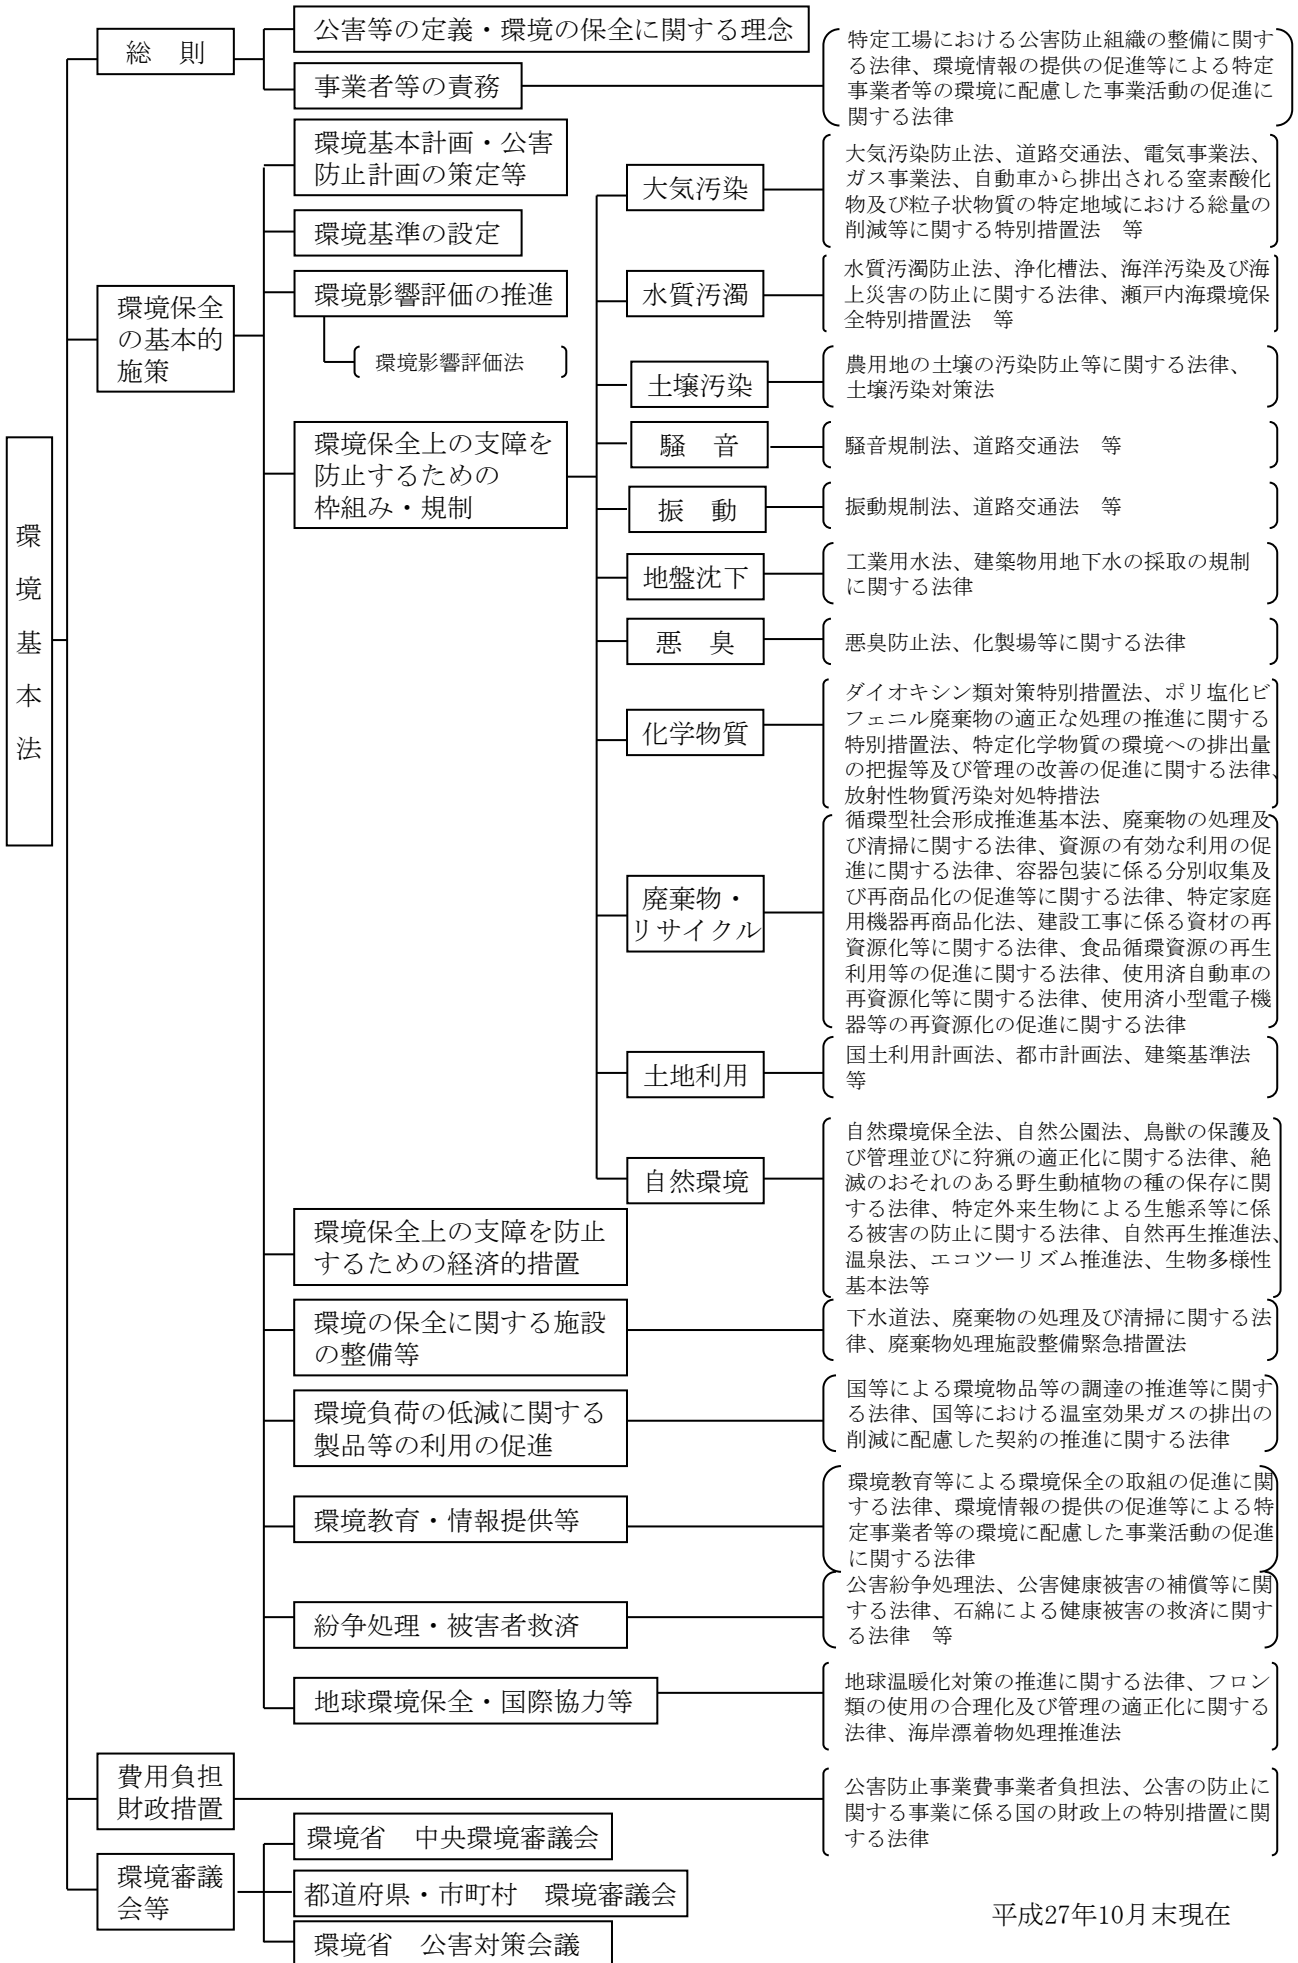 環
境
基
本
法
総　則
公害等の定義・環境の保全に関する理念
事業者等の責務
特定工場における公害防止組織の整備に関す
る法律、環境情報の提供の促進等による特定
事業者等の環境に配慮した事業活動の促進に
関する法律
環境保全
の基本的
施策
環境基本計画・公害
防止計画の策定等
環境基準の設定
環境影響評価の推進
環境影響評価法
環境保全上の支障を
防止するための
枠組み・規制
大気汚染
大気汚染防止法、道路交通法、電気事業法、
ガス事業法、自動車から排出される窒素酸化
物及び粒子状物質の特定地域における総量の
削減等に関する特別措置法　等
水質汚濁
水質汚濁防止法、浄化槽法、海洋汚染及び海
上災害の防止に関する法律、瀬戸内海環境保
全特別措置法　等
土壌汚染
農用地の土壌の汚染防止等に関する法律、
土壌汚染対策法
騒　音
騒音規制法、道路交通法　等
振　動
振動規制法、道路交通法　等
地盤沈下
工業用水法、建築物用地下水の採取の規制
に関する法律
悪　臭
悪臭防止法、化製場等に関する法律
化学物質
ダイオキシン類対策特別措置法、ポリ塩化ビ
フェニル廃棄物の適正な処理の推進に関する
特別措置法、特定化学物質の環境への排出量
の把握等及び管理の改善の促進に関する法律、
放射性物質汚染対処特措法
廃棄物・
リサイクル
循環型社会形成推進基本法、廃棄物の処理及
び清掃に関する法律、資源の有効な利用の促
進に関する法律、容器包装に係る分別収集及
び再商品化の促進等に関する法律、特定家庭
用機器再商品化法、建設工事に係る資材の再
資源化等に関する法律、食品循環資源の再生
利用等の促進に関する法律、使用済自動車の
再資源化等に関する法律、使用済小型電子機
器等の再資源化の促進に関する法律
土地利用
国土利用計画法、都市計画法、建築基準法
等
自然環境
自然環境保全法、自然公園法、鳥獣の保護及
び管理並びに狩猟の適正化に関する法律、絶
滅のおそれのある野生動植物の種の保存に関
する法律、特定外来生物による生態系等に係
る被害の防止に関する法律、自然再生推進法、
温泉法、エコツーリズム推進法、生物多様性
基本法等
環境保全上の支障を防止
するための経済的措置
環境の保全に関する施設
の整備等
下水道法、廃棄物の処理及び清掃に関する法
律、廃棄物処理施設整備緊急措置法
環境負荷の低減に関する
製品等の利用の促進
国等による環境物品等の調達の推進等に関す
る法律、国等における温室効果ガスの排出の
削減に配慮した契約の推進に関する法律
環境教育・情報提供等
環境教育等による環境保全の取組の促進に関
する法律、環境情報の提供の促進等による特
定事業者等の環境に配慮した事業活動の促進
に関する法律
紛争処理・被害者救済
公害紛争処理法、公害健康被害の補償等に関
する法律、石綿による健康被害の救済に関す
る法律　等
地球環境保全・国際協力等
地球温暖化対策の推進に関する法律、フロン
類の使用の合理化及び管理の適正化に関する
法律、海岸漂着物処理推進法
費用負担
財政措置
公害防止事業費事業者負担法、公害の防止に
関する事業に係る国の財政上の特別措置に関
する法律
環境審議
会等
環境省　中央環境審議会
都道府県・市町村　環境審議会
環境省　公害対策会議
平成27年10月末現在